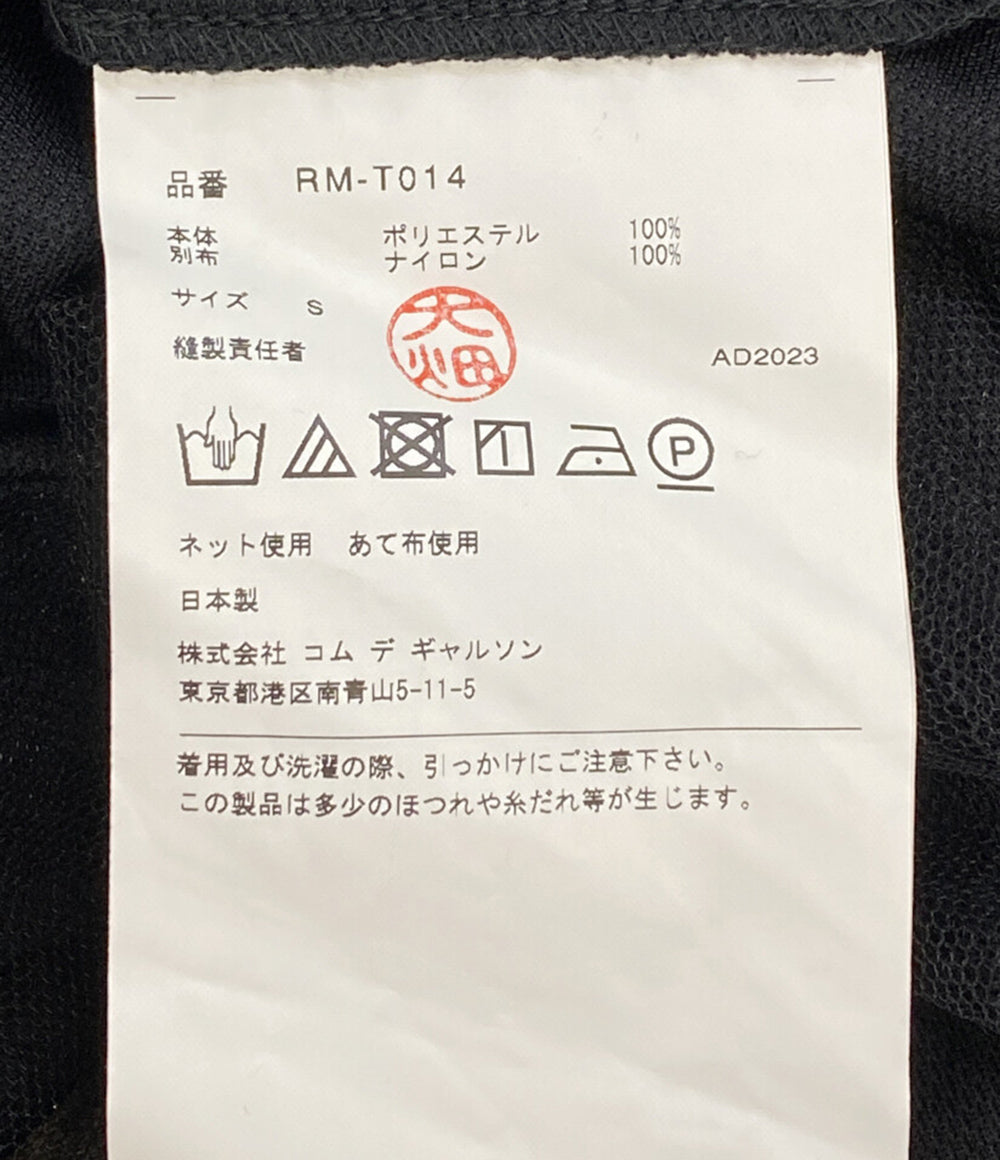 品番 RM-T014
本体 ポリエステル 100%
別布 ナイロン 100%
サイズ S
縫製責任者 大畑 AD2023
P
ネット使用 あて布使用
日本製
株式会社 コム デ ギャルソン
東京都港区南青山5-11-5
着用及び洗濯の際、引っかけにご注意下さい。
この製品は多少のほつれや糸だれ等が生じます。